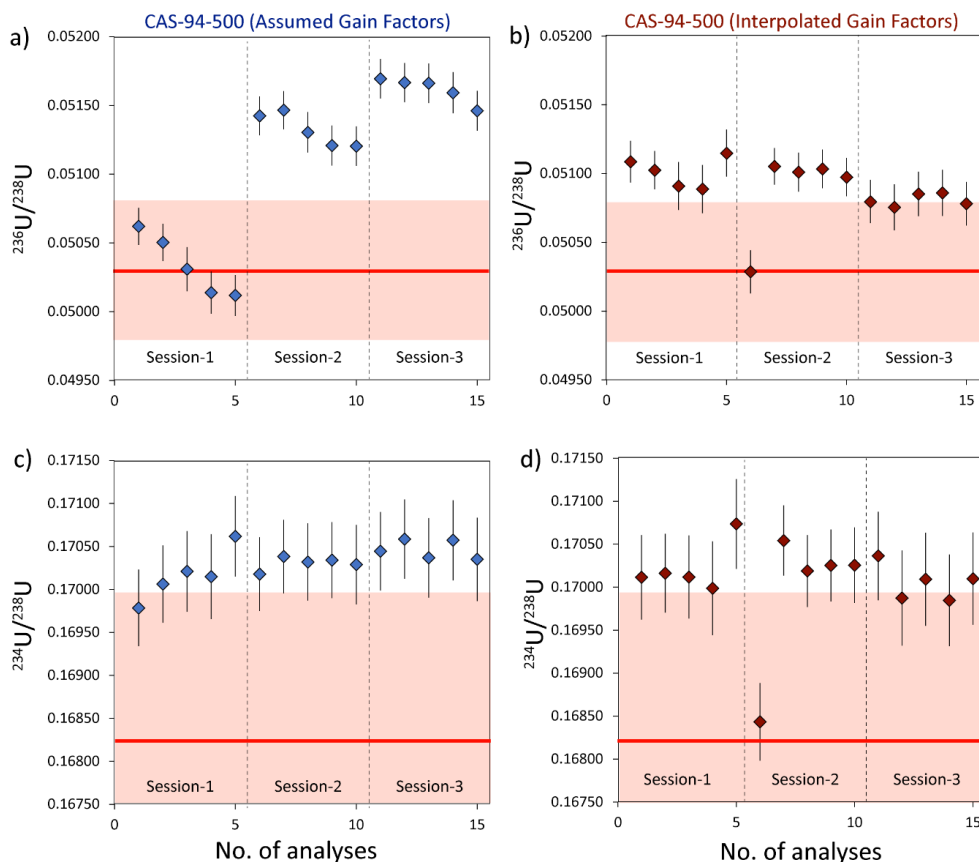 CAS-94-500 (Assumed Gain Factors)
CAS-94-500 (Interpolated Gain Factors)
a)
0.05200
0.05150
0.05100
0.05050
0.05000
0.04950
²³⁶U/²³⁸U
Session-1
Session-2
Session-3
0
5
10
15
b)
0.05200
0.05150
0.05100
0.05050
0.05000
0.04950
²³⁶U/²³⁸U
Session-1
Session-2
Session-3
0
5
10
15
c)
0.17150
0.17100
0.17050
0.17000
0.16950
0.16900
0.16850
0.16800
0.16750
²³⁴U/²³⁸U
Session-1
Session-2
Session-3
0
5
10
15
No. of analyses
d)
0.17150
0.17100
0.17050
0.17000
0.16950
0.16900
0.16850
0.16800
0.16750
²³⁴U/²³⁸U
Session-1
Session-2
Session-3
0
5
10
15
No. of analyses